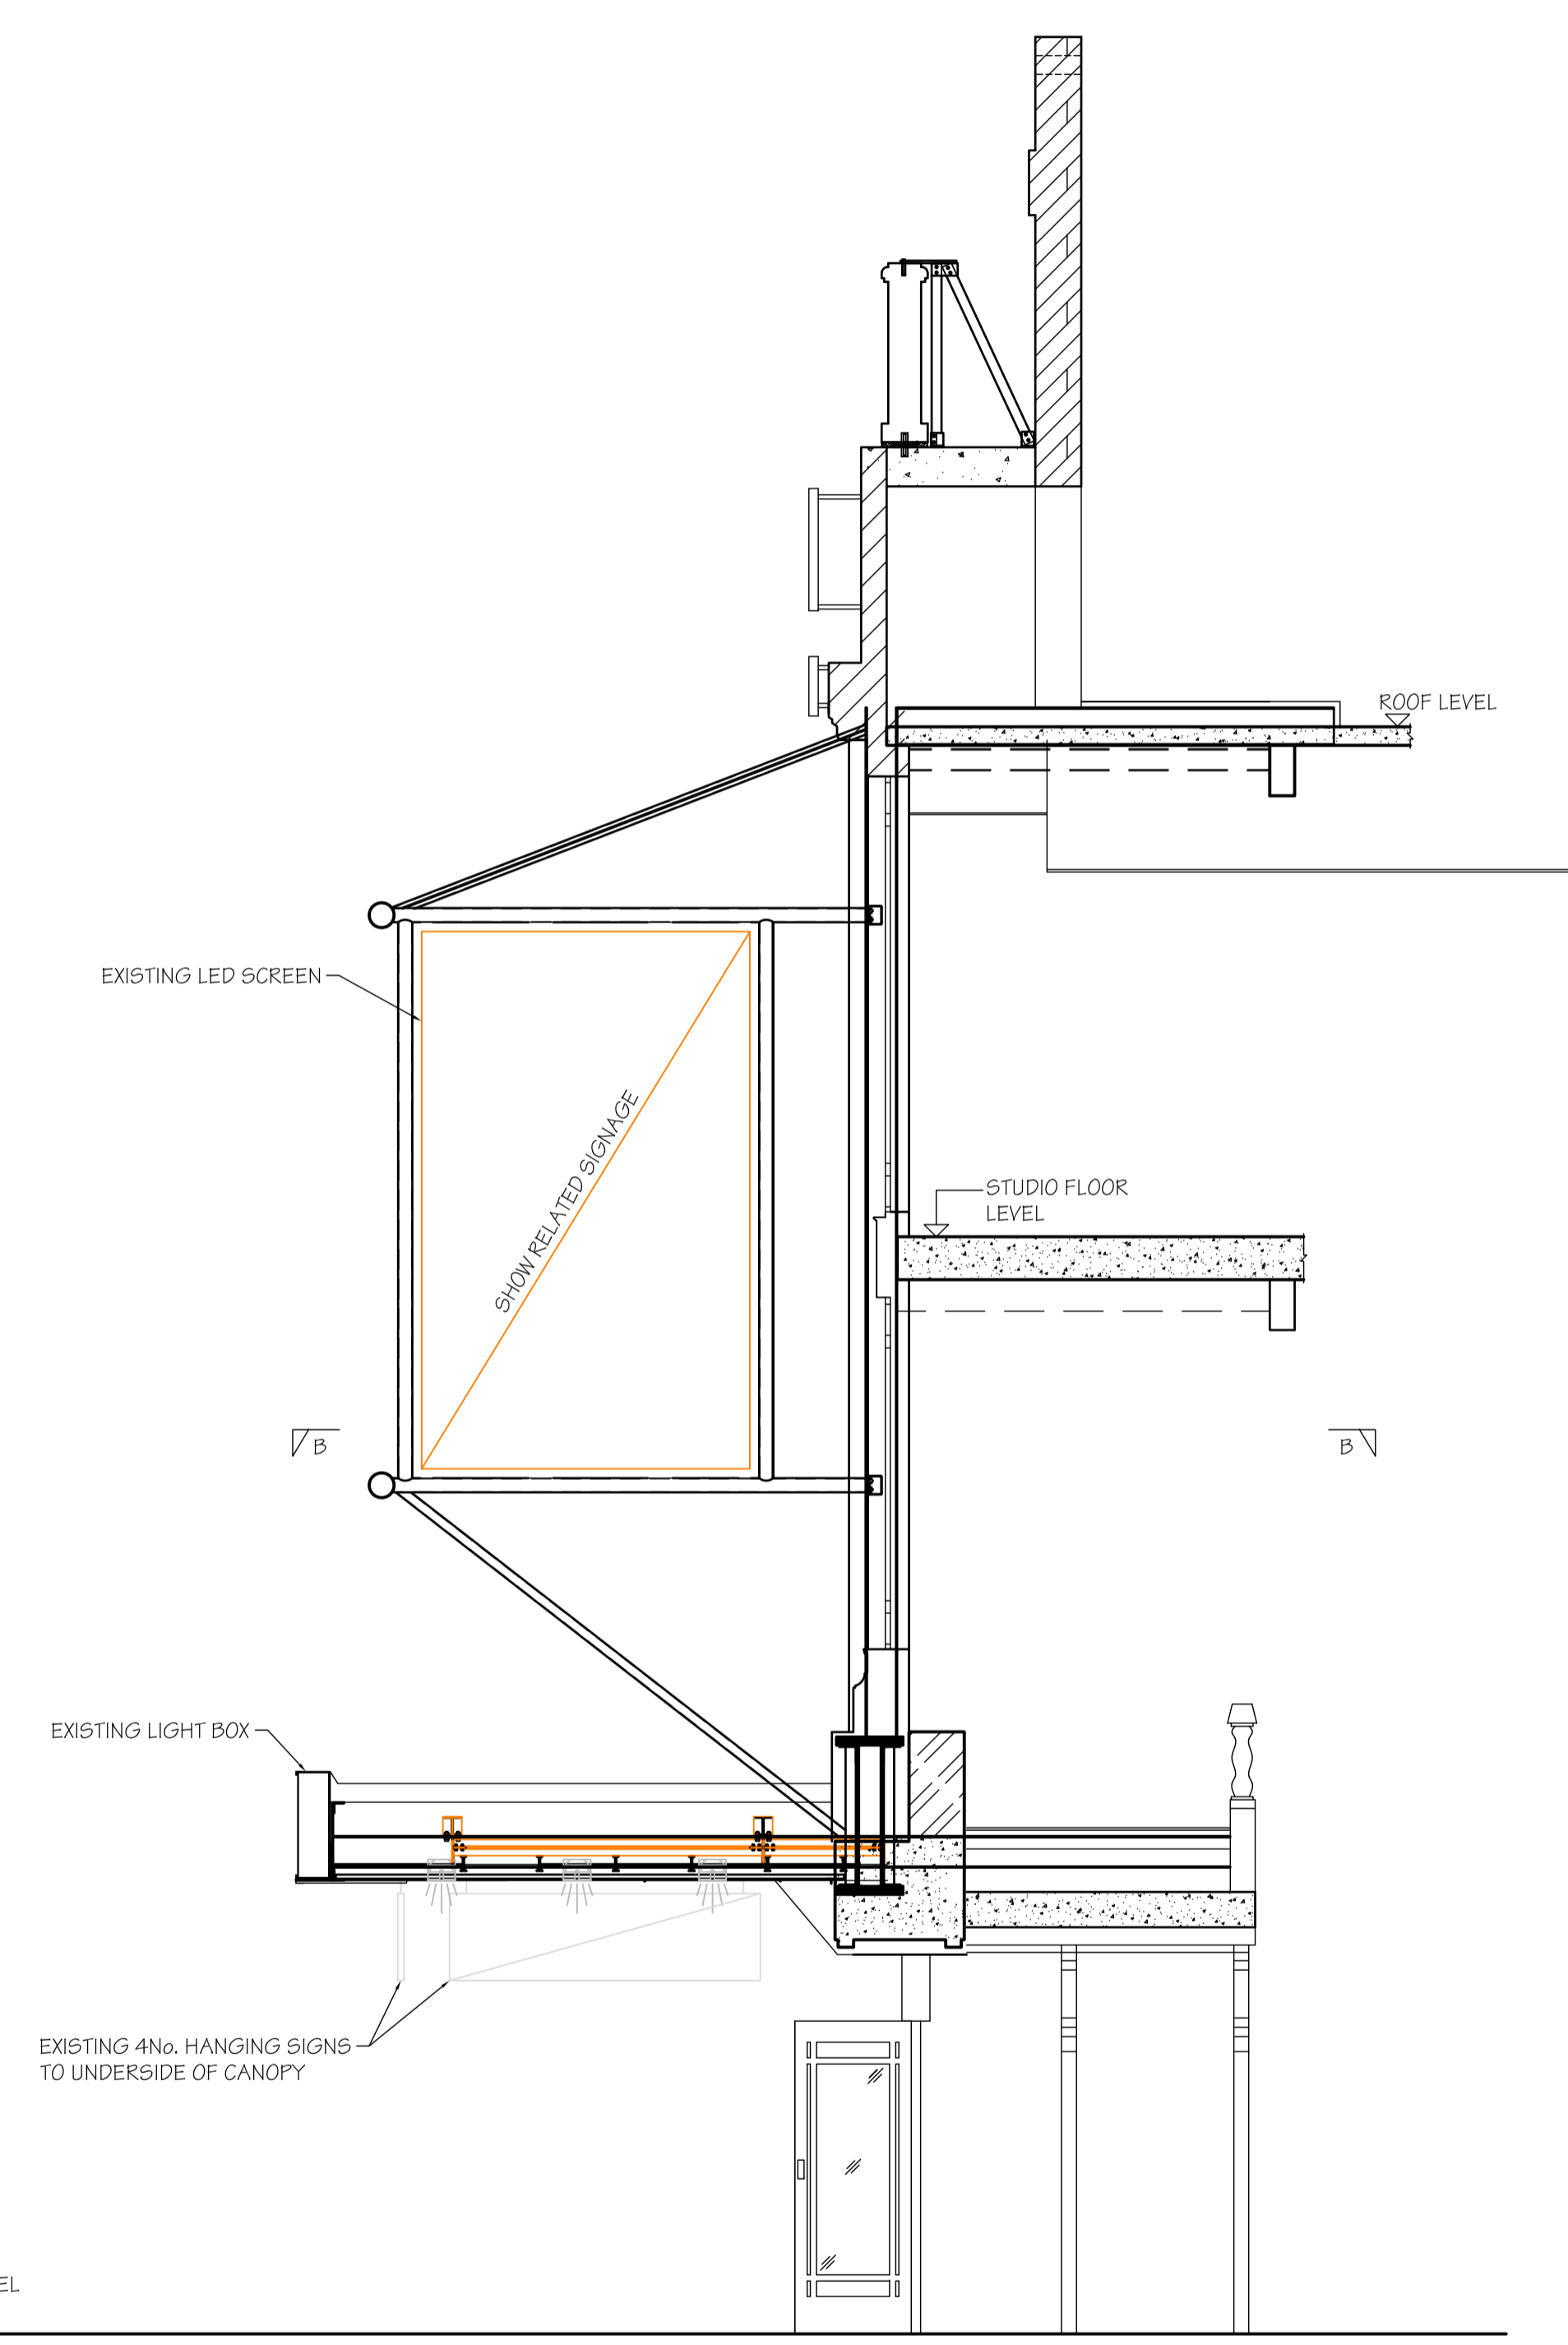 ROOF LEVEL
EXISTING LED SCREEN
SHOW RELATED SIGNAGE
STUDIO FLOOR
LEVEL
B
B
EXISTING LIGHT BOX
EXISTING 4No. HANGING SIGNS
TO UNDERSIDE OF CANOPY
EL